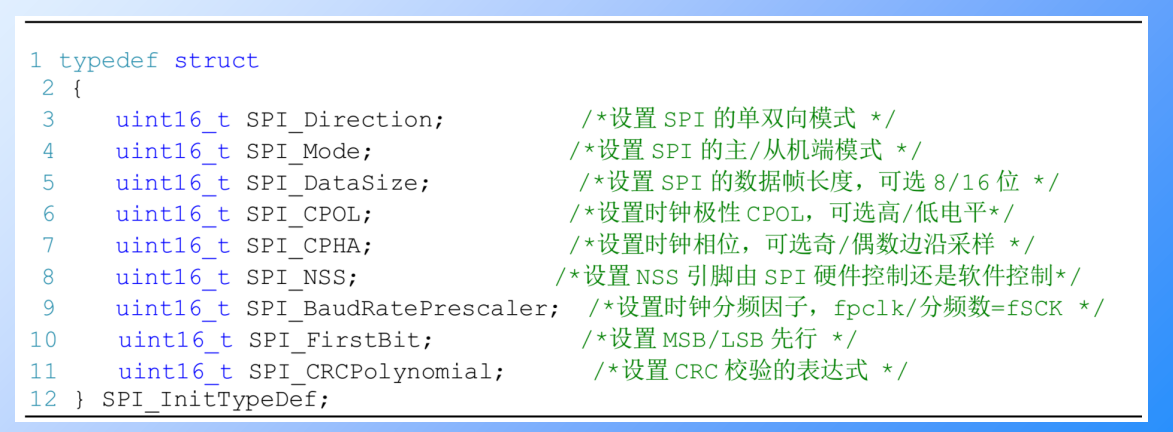 1 typedef struct
2 {
3 uint16_t SPI_Direction; /*设置 SPI 的单双向模式 */
4 uint16_t SPI_Mode; /*设置 SPI 的主/从机端模式 */
5 uint16_t SPI_DataSize; /*设置 SPI 的数据帧长度，可选 8/16 位 */
6 uint16_t SPI_CPOL; /*设置时钟极性 CPOL，可选高/低电平*/
7 uint16_t SPI_CPHA; /*设置时钟相位，可选奇/偶数边沿采样 */
8 uint16_t SPI_NSS; /*设置 NSS 引脚由 SPI 硬件控制还是软件控制*/
9 uint16_t SPI_BaudRatePrescaler; /*设置时钟分频因子，fpclk/分频数=fSCK */
10 uint16_t SPI_FirstBit; /*设置 MSB/LSB 先行 */
11 uint16_t SPI_CRCPolynomial; /*设置 CRC 校验的表达式 */
12 } SPI_InitTypeDef;